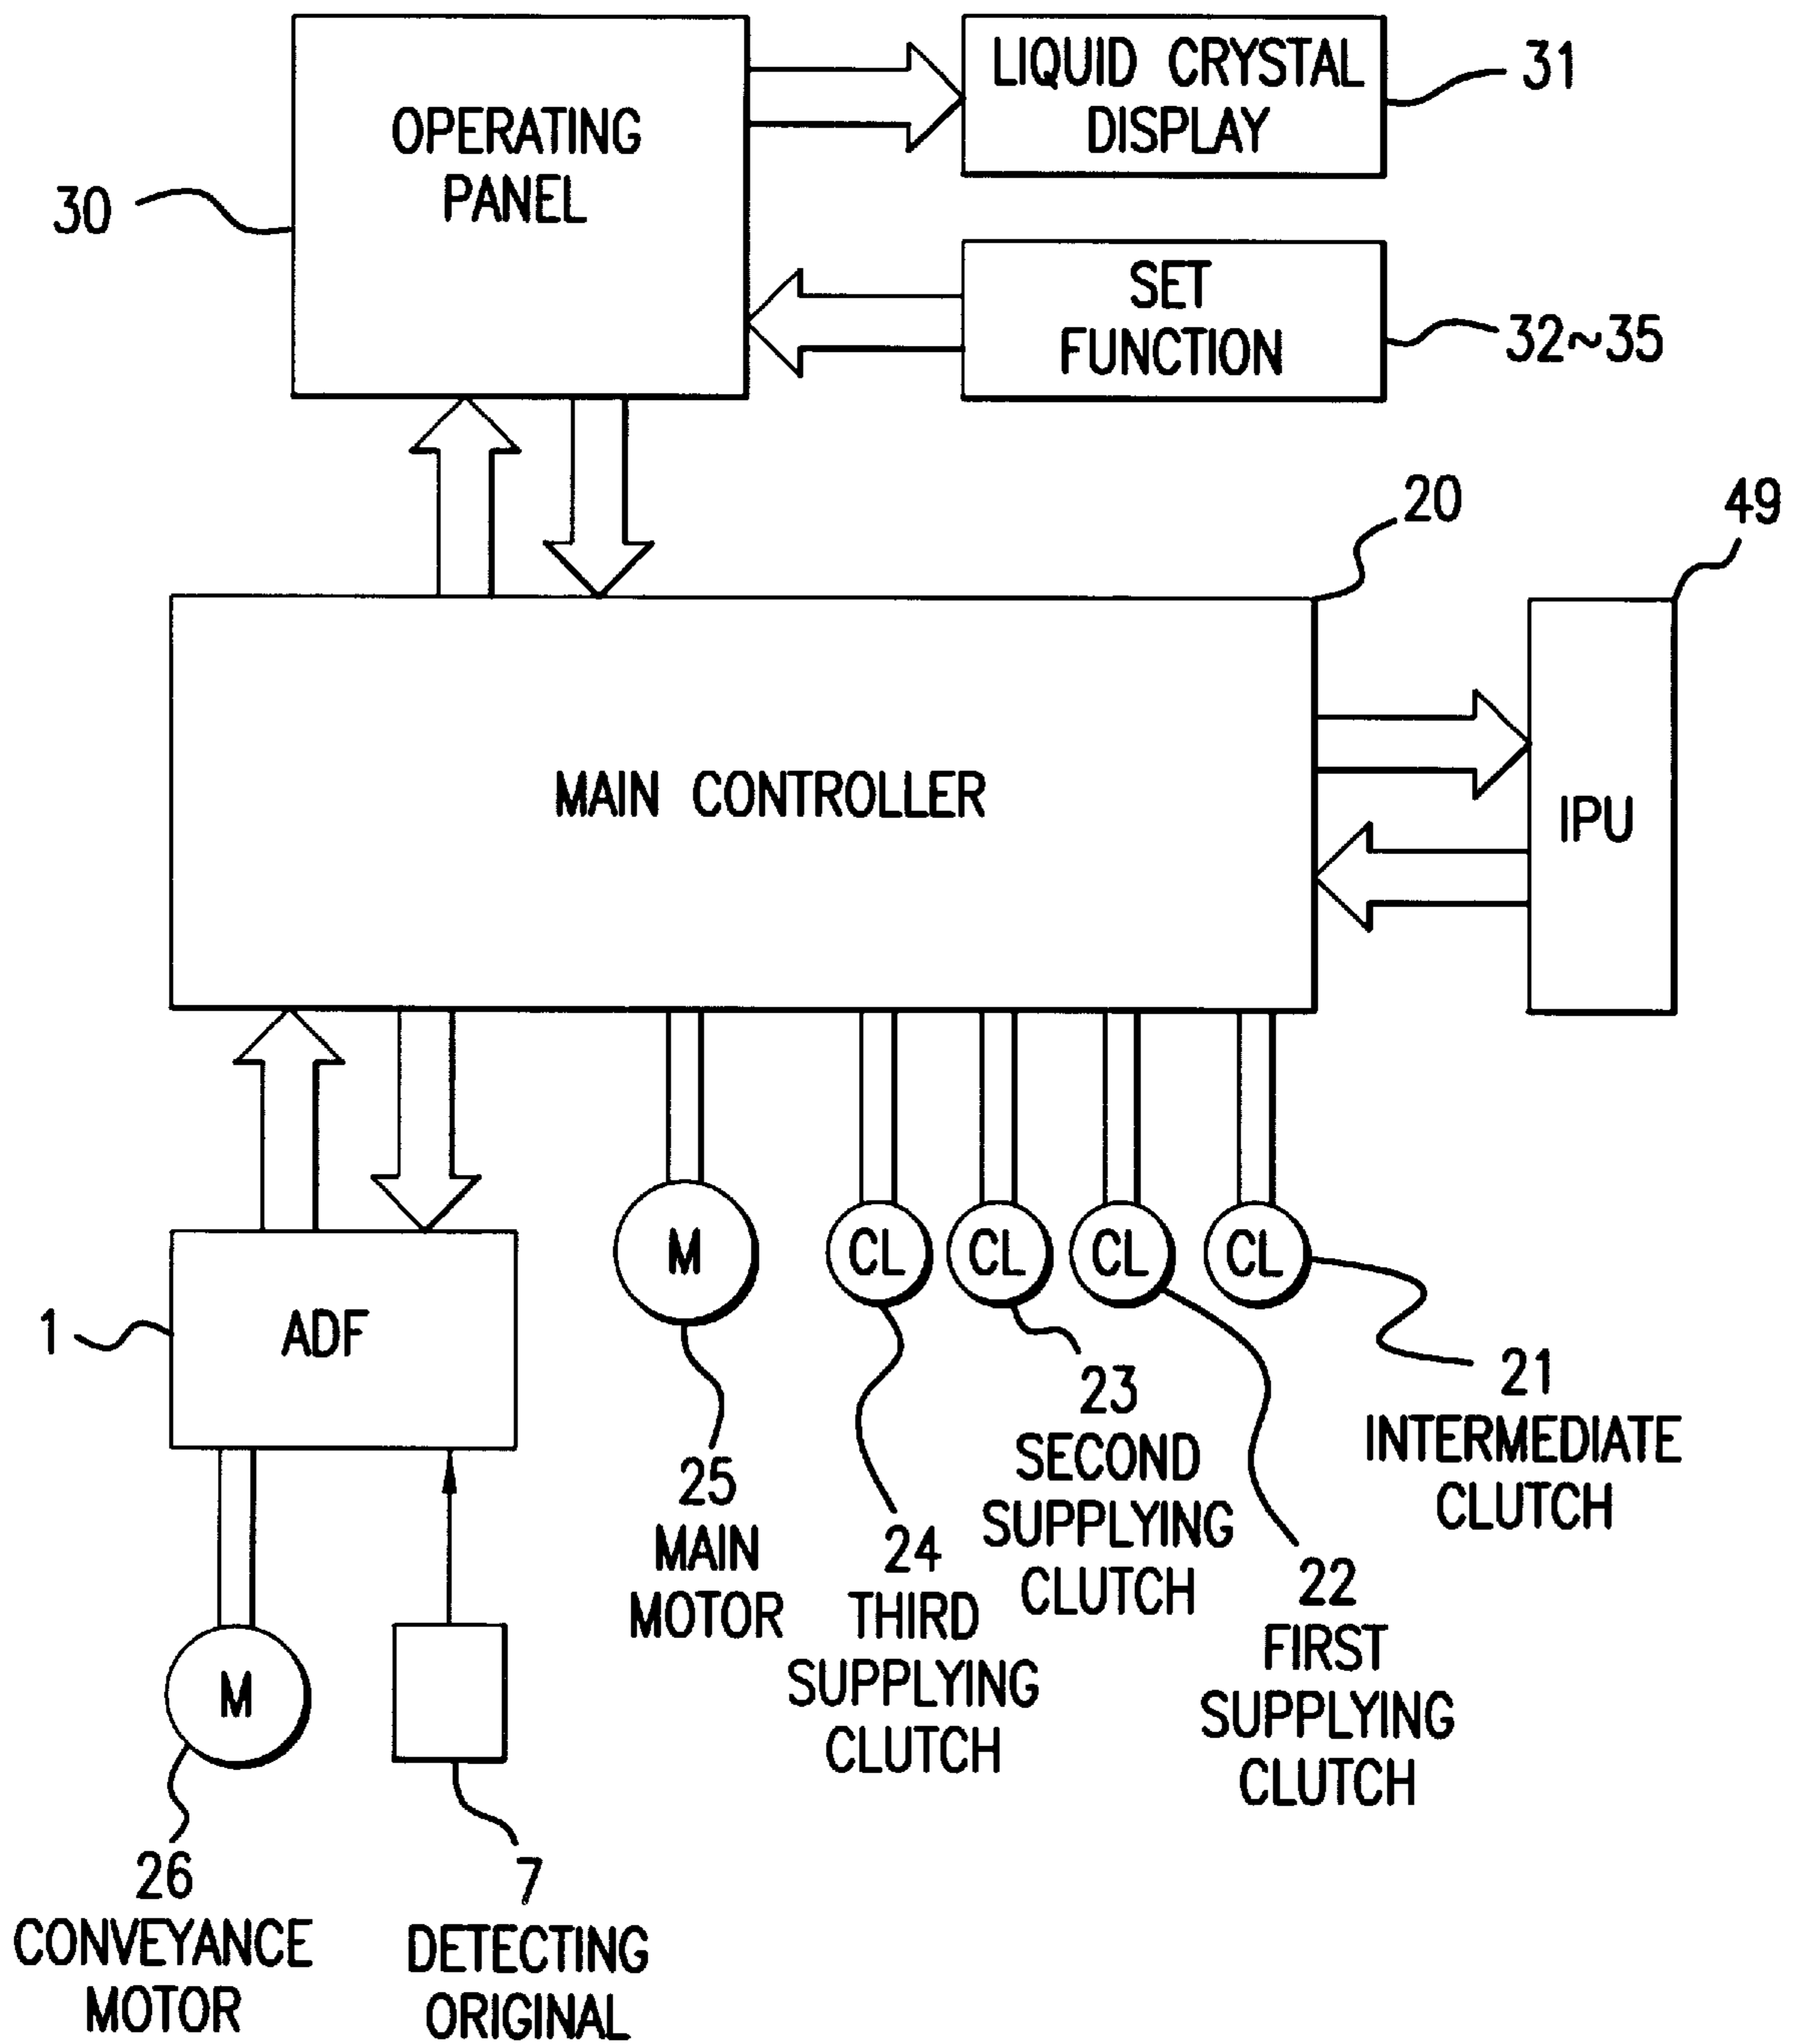 OPERATING
PANEL
30
LIQUID CRYSTAL
DISPLAY
31
SET
FUNCTION
32~35
20
49
MAIN CONTROLLER
IPU
1
ADF
M
CL
CL
CL
CL
21
INTERMEDIATE
CLUTCH
23
SECOND
SUPPLYING
CLUTCH
25
MAIN
MOTOR
24
THIRD
SUPPLYING
CLUTCH
22
FIRST
SUPPLYING
CLUTCH
M
26
CONVEYANCE
MOTOR
7
DETECTING
ORIGINAL